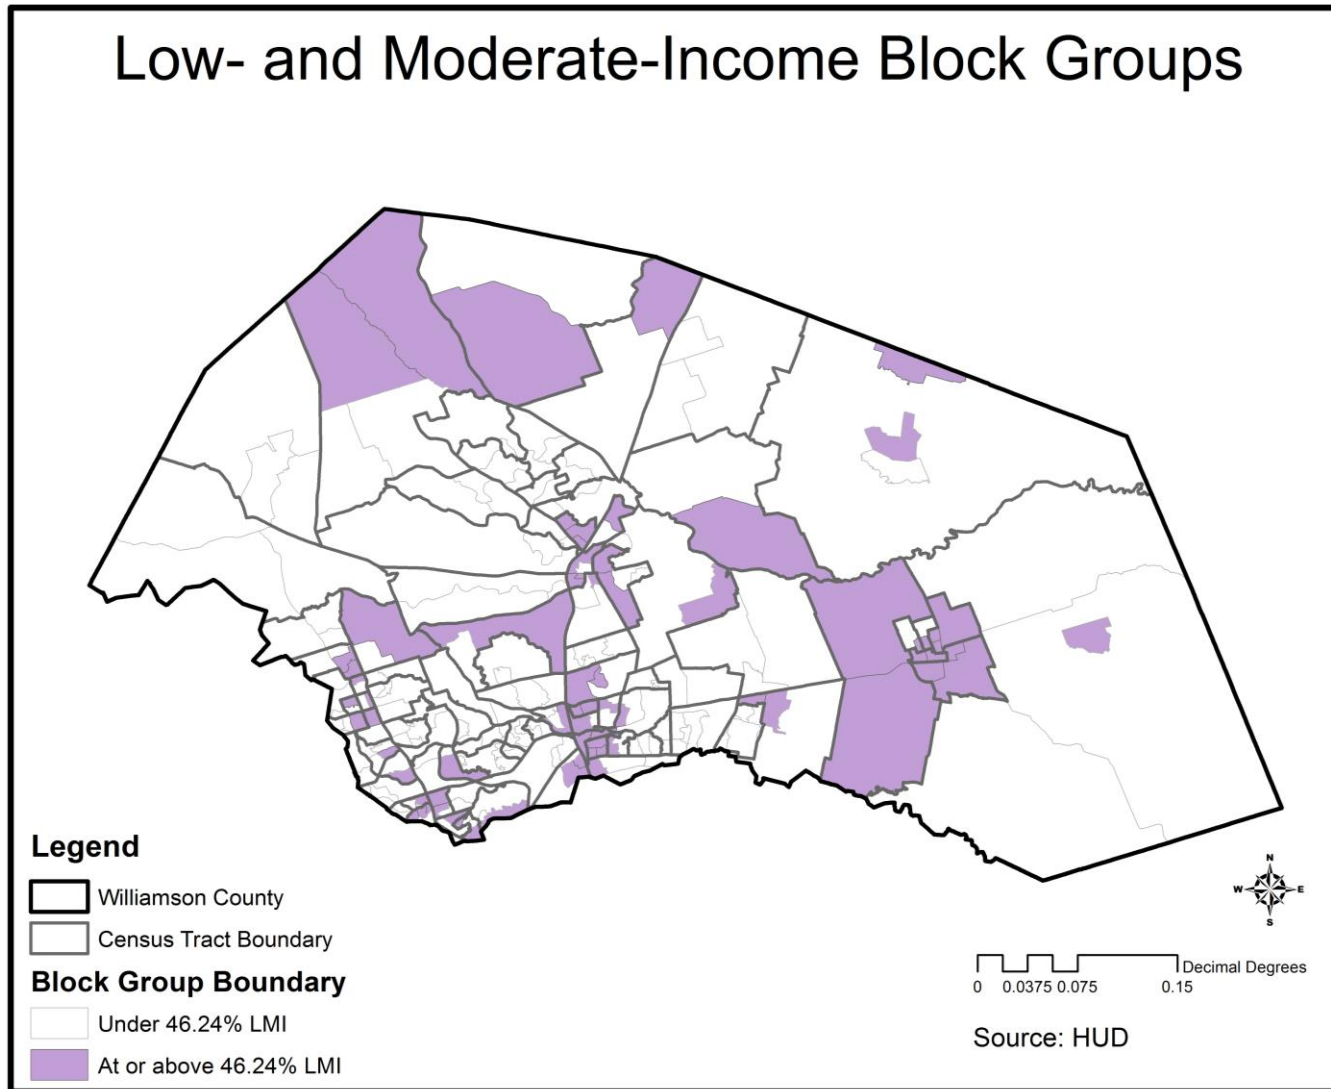 Low- and Moderate-Income Block Groups
Legend
Williamson County
Census Tract Boundary
Block Group Boundary
Under 46.24% LMI
At or above 46.24% LMI
N
W E
S
Decimal Degrees
0 0.0375 0.075 0.15
Source: HUD